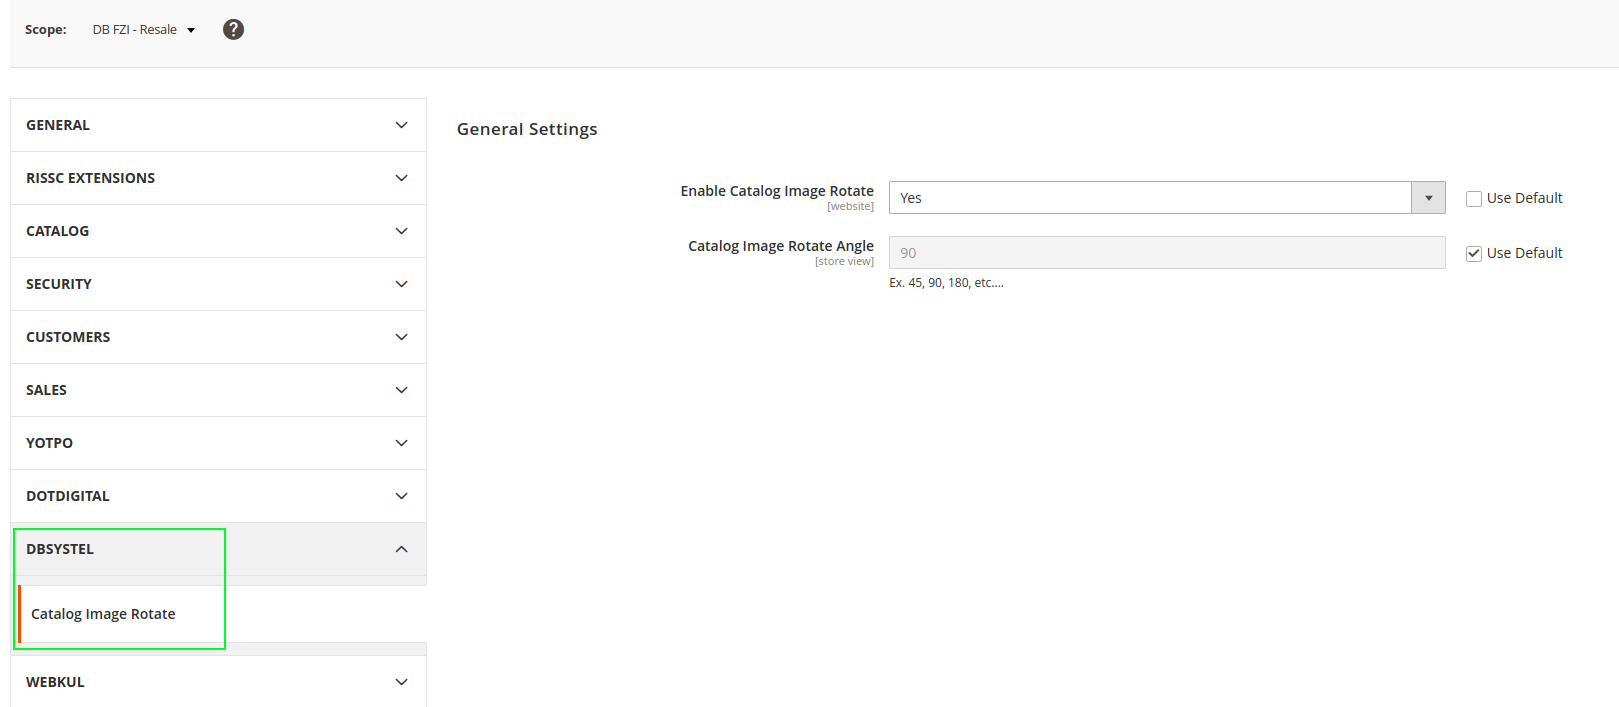 Scope: DB FZI - Resale ?
GENERAL
RISSC EXTENSIONS
CATALOG
SECURITY
CUSTOMERS
SALES
YOTPO
DOTDIGITAL
DBSYSTEL
Catalog Image Rotate
WEBKUL
General Settings
Enable Catalog Image Rotate Yes Use Default
[website]
Catalog Image Rotate Angle 90 Use Default
[store view]
Ex. 45, 90, 180, etc....